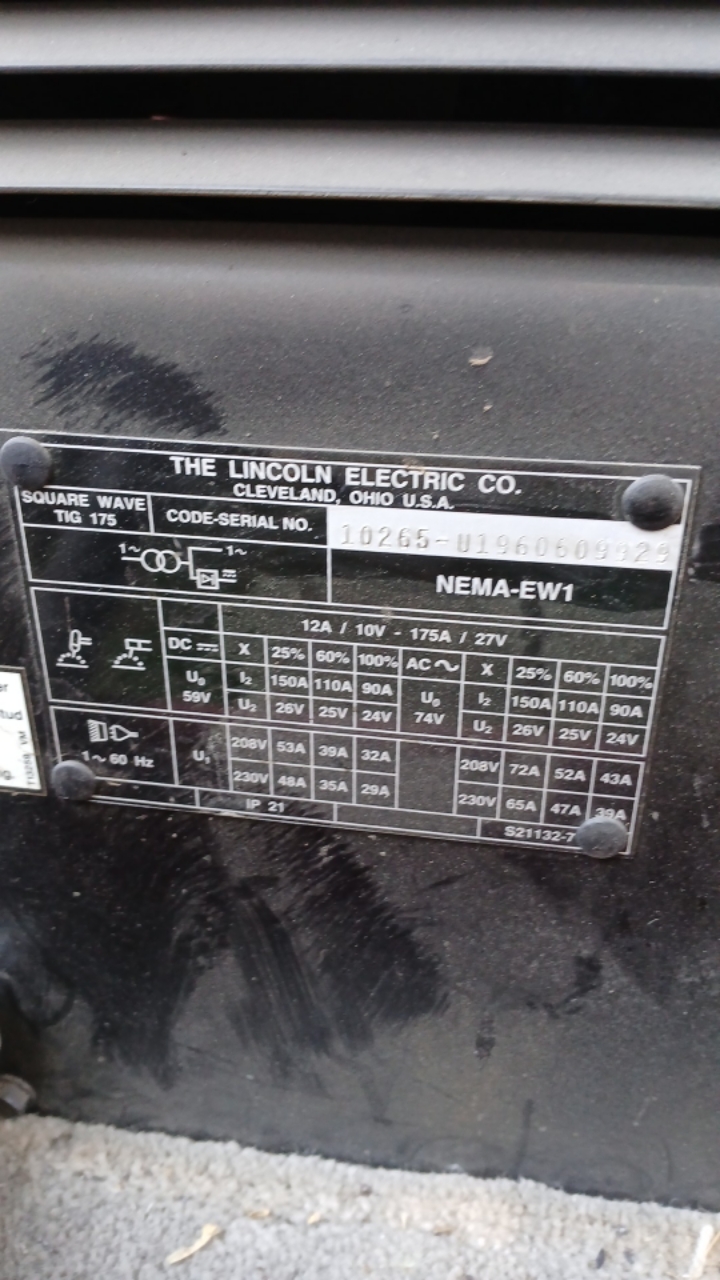 THE LINCOLN ELECTRIC CO.
CLEVELAND, OHIO U.S.A.
SQUARE WAVE
TIG 175
CODE-SERIAL NO.
1~ 1~
NEMA-EW1
12A / 10V - 175A / 27V
DC X 25% 60% 100% AC X 25% 60% 100%
U₀ 59V I₂ 150A 110A 90A U₀ 74V I₂ 150A 110A 90A
U₂ 26V 25V 24V U₂ 26V 25V 24V
1~ 60 Hz U₁ 208V 53A 39A 32A 208V 72A 52A 43A
230V 48A 35A 29A 230V 65A 47A 39A
IP 21
S21132-7